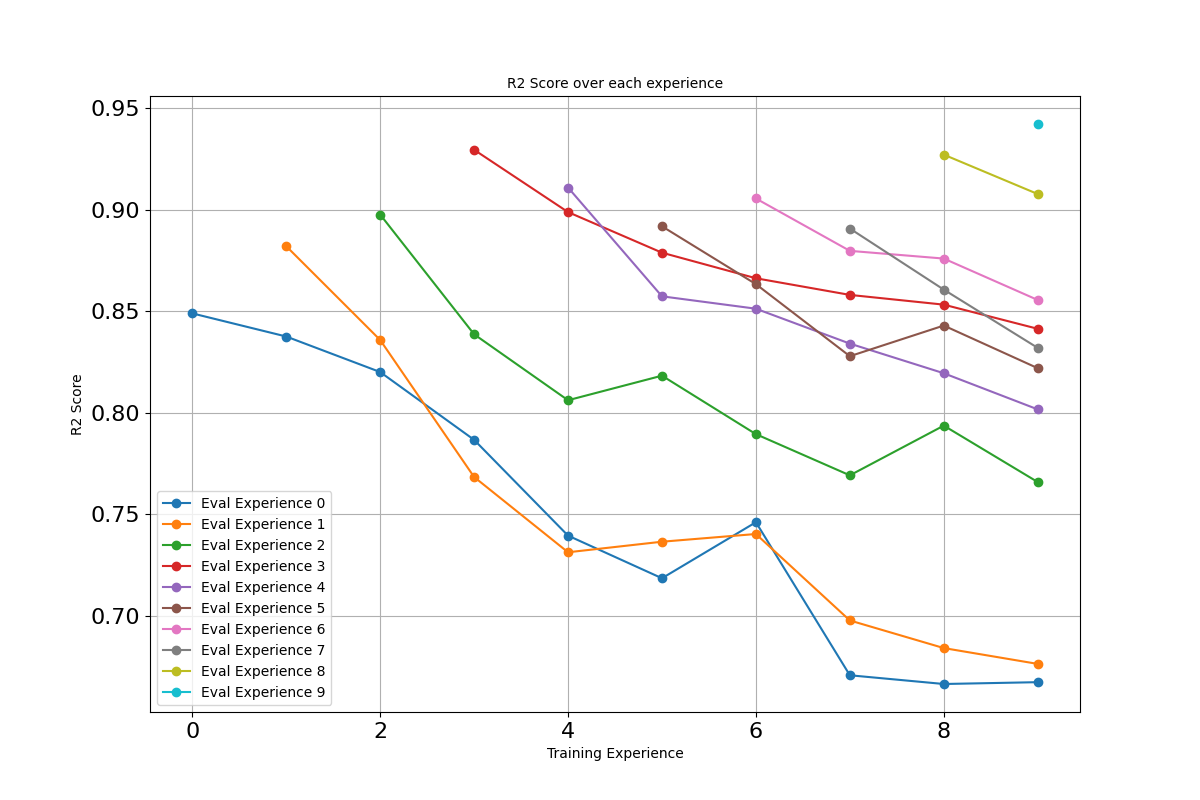 R2 Score over each experience
0.95
0.90
0.85
0.80
0.75
0.70
R2 Score
Eval Experience 0
Eval Experience 1
Eval Experience 2
Eval Experience 3
Eval Experience 4
Eval Experience 5
Eval Experience 6
Eval Experience 7
Eval Experience 8
Eval Experience 9
0 2 4 6 8
Training Experience